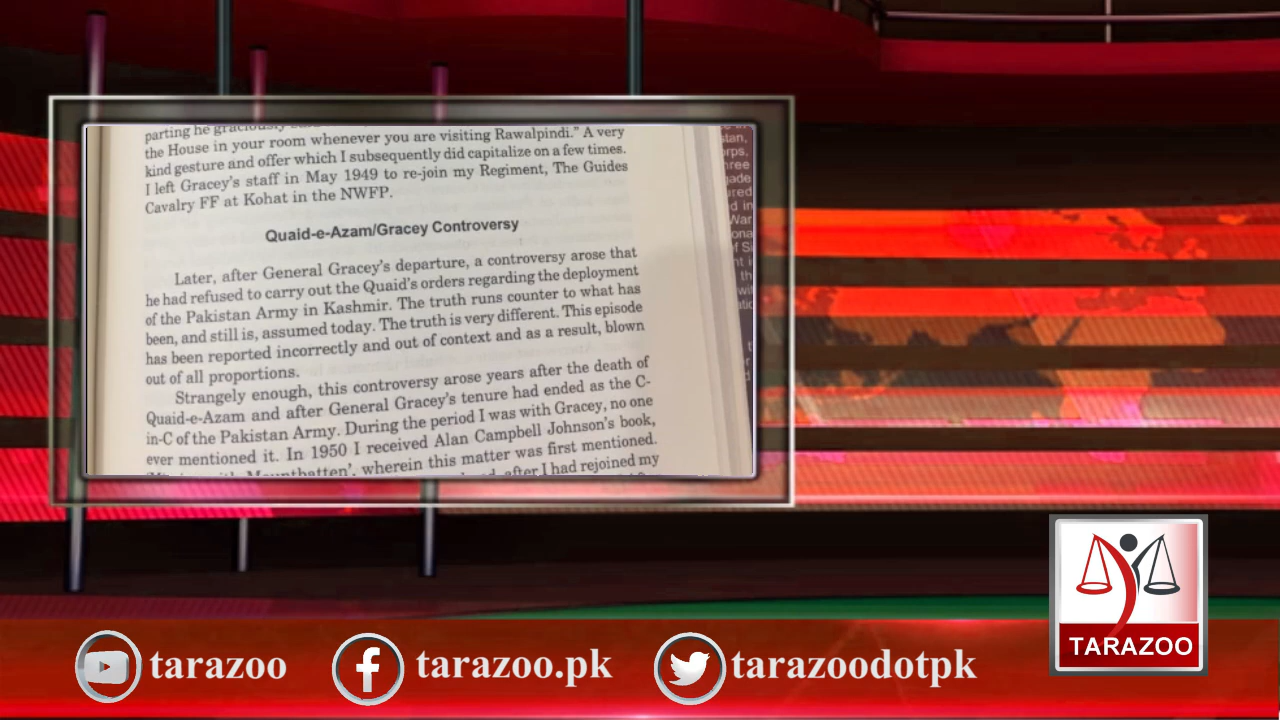 parting he graciously
the House in your room whenever you are visiting Rawalpindi." A very
kind gesture and offer which I subsequently did capitalize on a few times.
I left Gracey's staff in May 1949 to re-join my Regiment, The Guides
Cavalry FF at Kohat in the NWFP.
Quaid-e-Azam/Gracey Controversy
Later, after General Gracey's departure, a controversy arose that
he had refused to carry out the Quaid's orders regarding the deployment
of the Pakistan Army in Kashmir. The truth runs counter to what has
been, and still is, assumed today. The truth is very different. This episode
has been reported incorrectly and out of context and as a result, blown
out of all proportions.
Strangely enough, this controversy arose years after the death of
Quaid-e-Azam and after General Gracey's tenure had ended as the C-
in-C of the Pakistan Army. During the period I was with Gracey, no one
ever mentioned it. In 1950 I received Alan Campbell Johnson's book,
Mountbatten', wherein this matter was first mentioned.
after I had rejoined my
TARAZOO
tarazoo
tarazoo.pk
tarazoodotpk